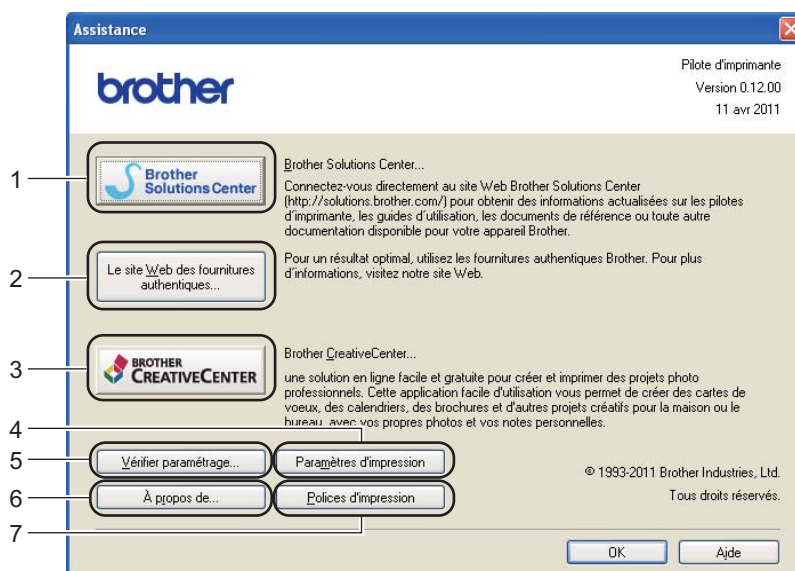 Assistance
brother
Pilote d'imprimante
Version 0.12.00
11 avr 2011
1
Brother
Solutions Center
Brother Solutions Center...
Connectez-vous directement au site Web Brother Solutions Center
(http://solutions.brother.com/) pour obtenir des informations actualisées sur les pilotes
d'imprimante, les guides d'utilisation, les documents de référence ou toute autre
documentation disponible pour votre appareil Brother.
2
Le site Web des fournitures
authentiques...
Pour un résultat optimal, utilisez les fournitures authentiques Brother. Pour plus
d'informations, visitez notre site Web.
3
BROTHER
CREATIVECENTER
Brother CreativeCenter...
une solution en ligne facile et gratuite pour créer et imprimer des projets photo
professionnels. Cette application facile d'utilisation vous permet de créer des cartes de
voeux, des calendriers, des brochures et d'autres projets créatifs pour la maison ou le
bureau, avec vos propres photos et vos notes personnelles.
4
5
Vérifier paramétrage...
Paramètres d'impression
6
À propos de...
Polices d'impression
7
© 1993-2011 Brother Industries, Ltd.
Tous droits réservés.
OK
Aide